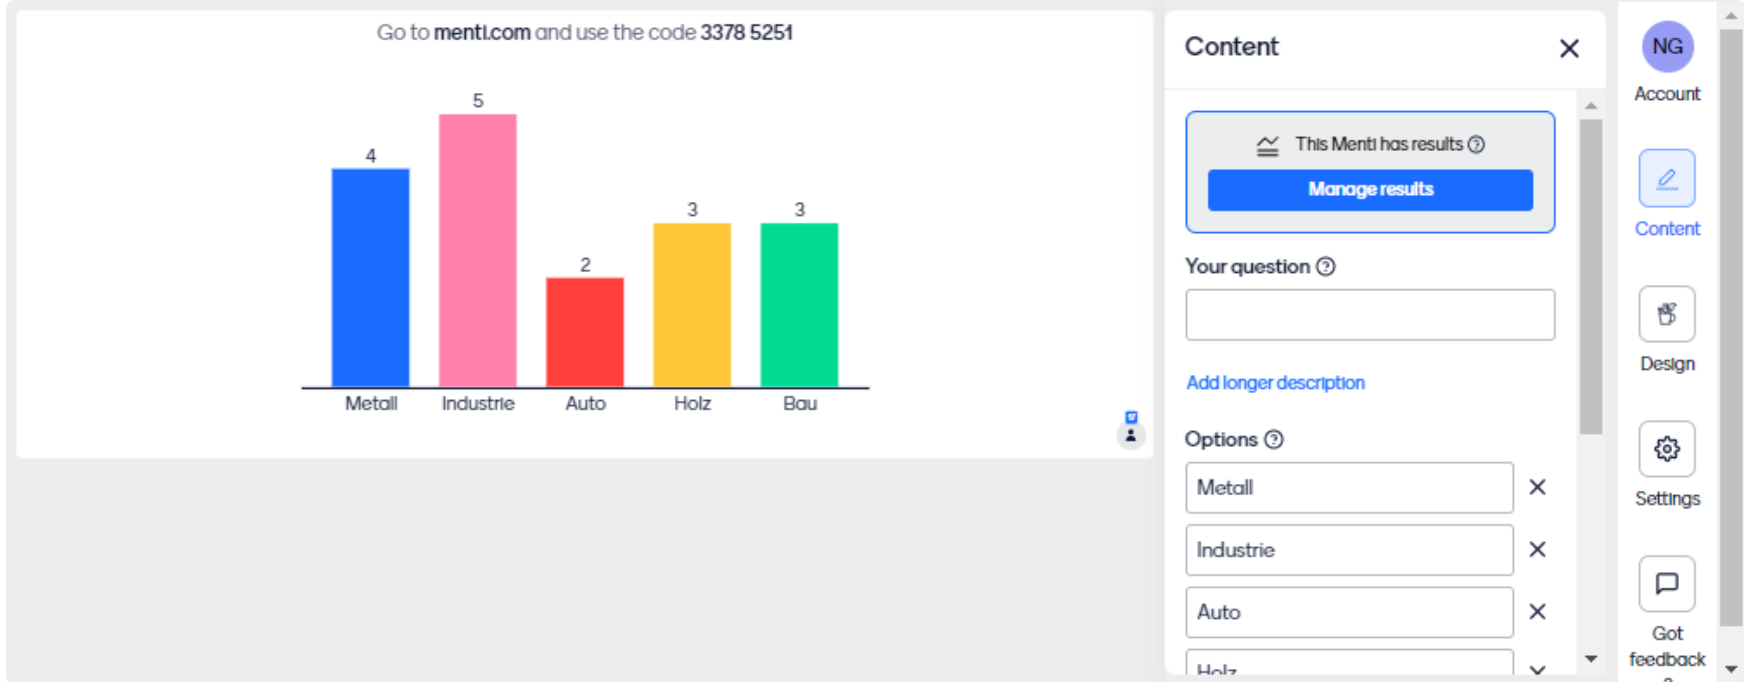 Go to menti.com and use the code 3378 5251
5
4
3
3
2
Metall Industrie Auto Holz Bau
Content
This Menti has results
Manage results
Your question
Add longer description
Options
Metall
Industrie
Auto
Holz
NG
Account
Content
Design
Settings
Got
feedback